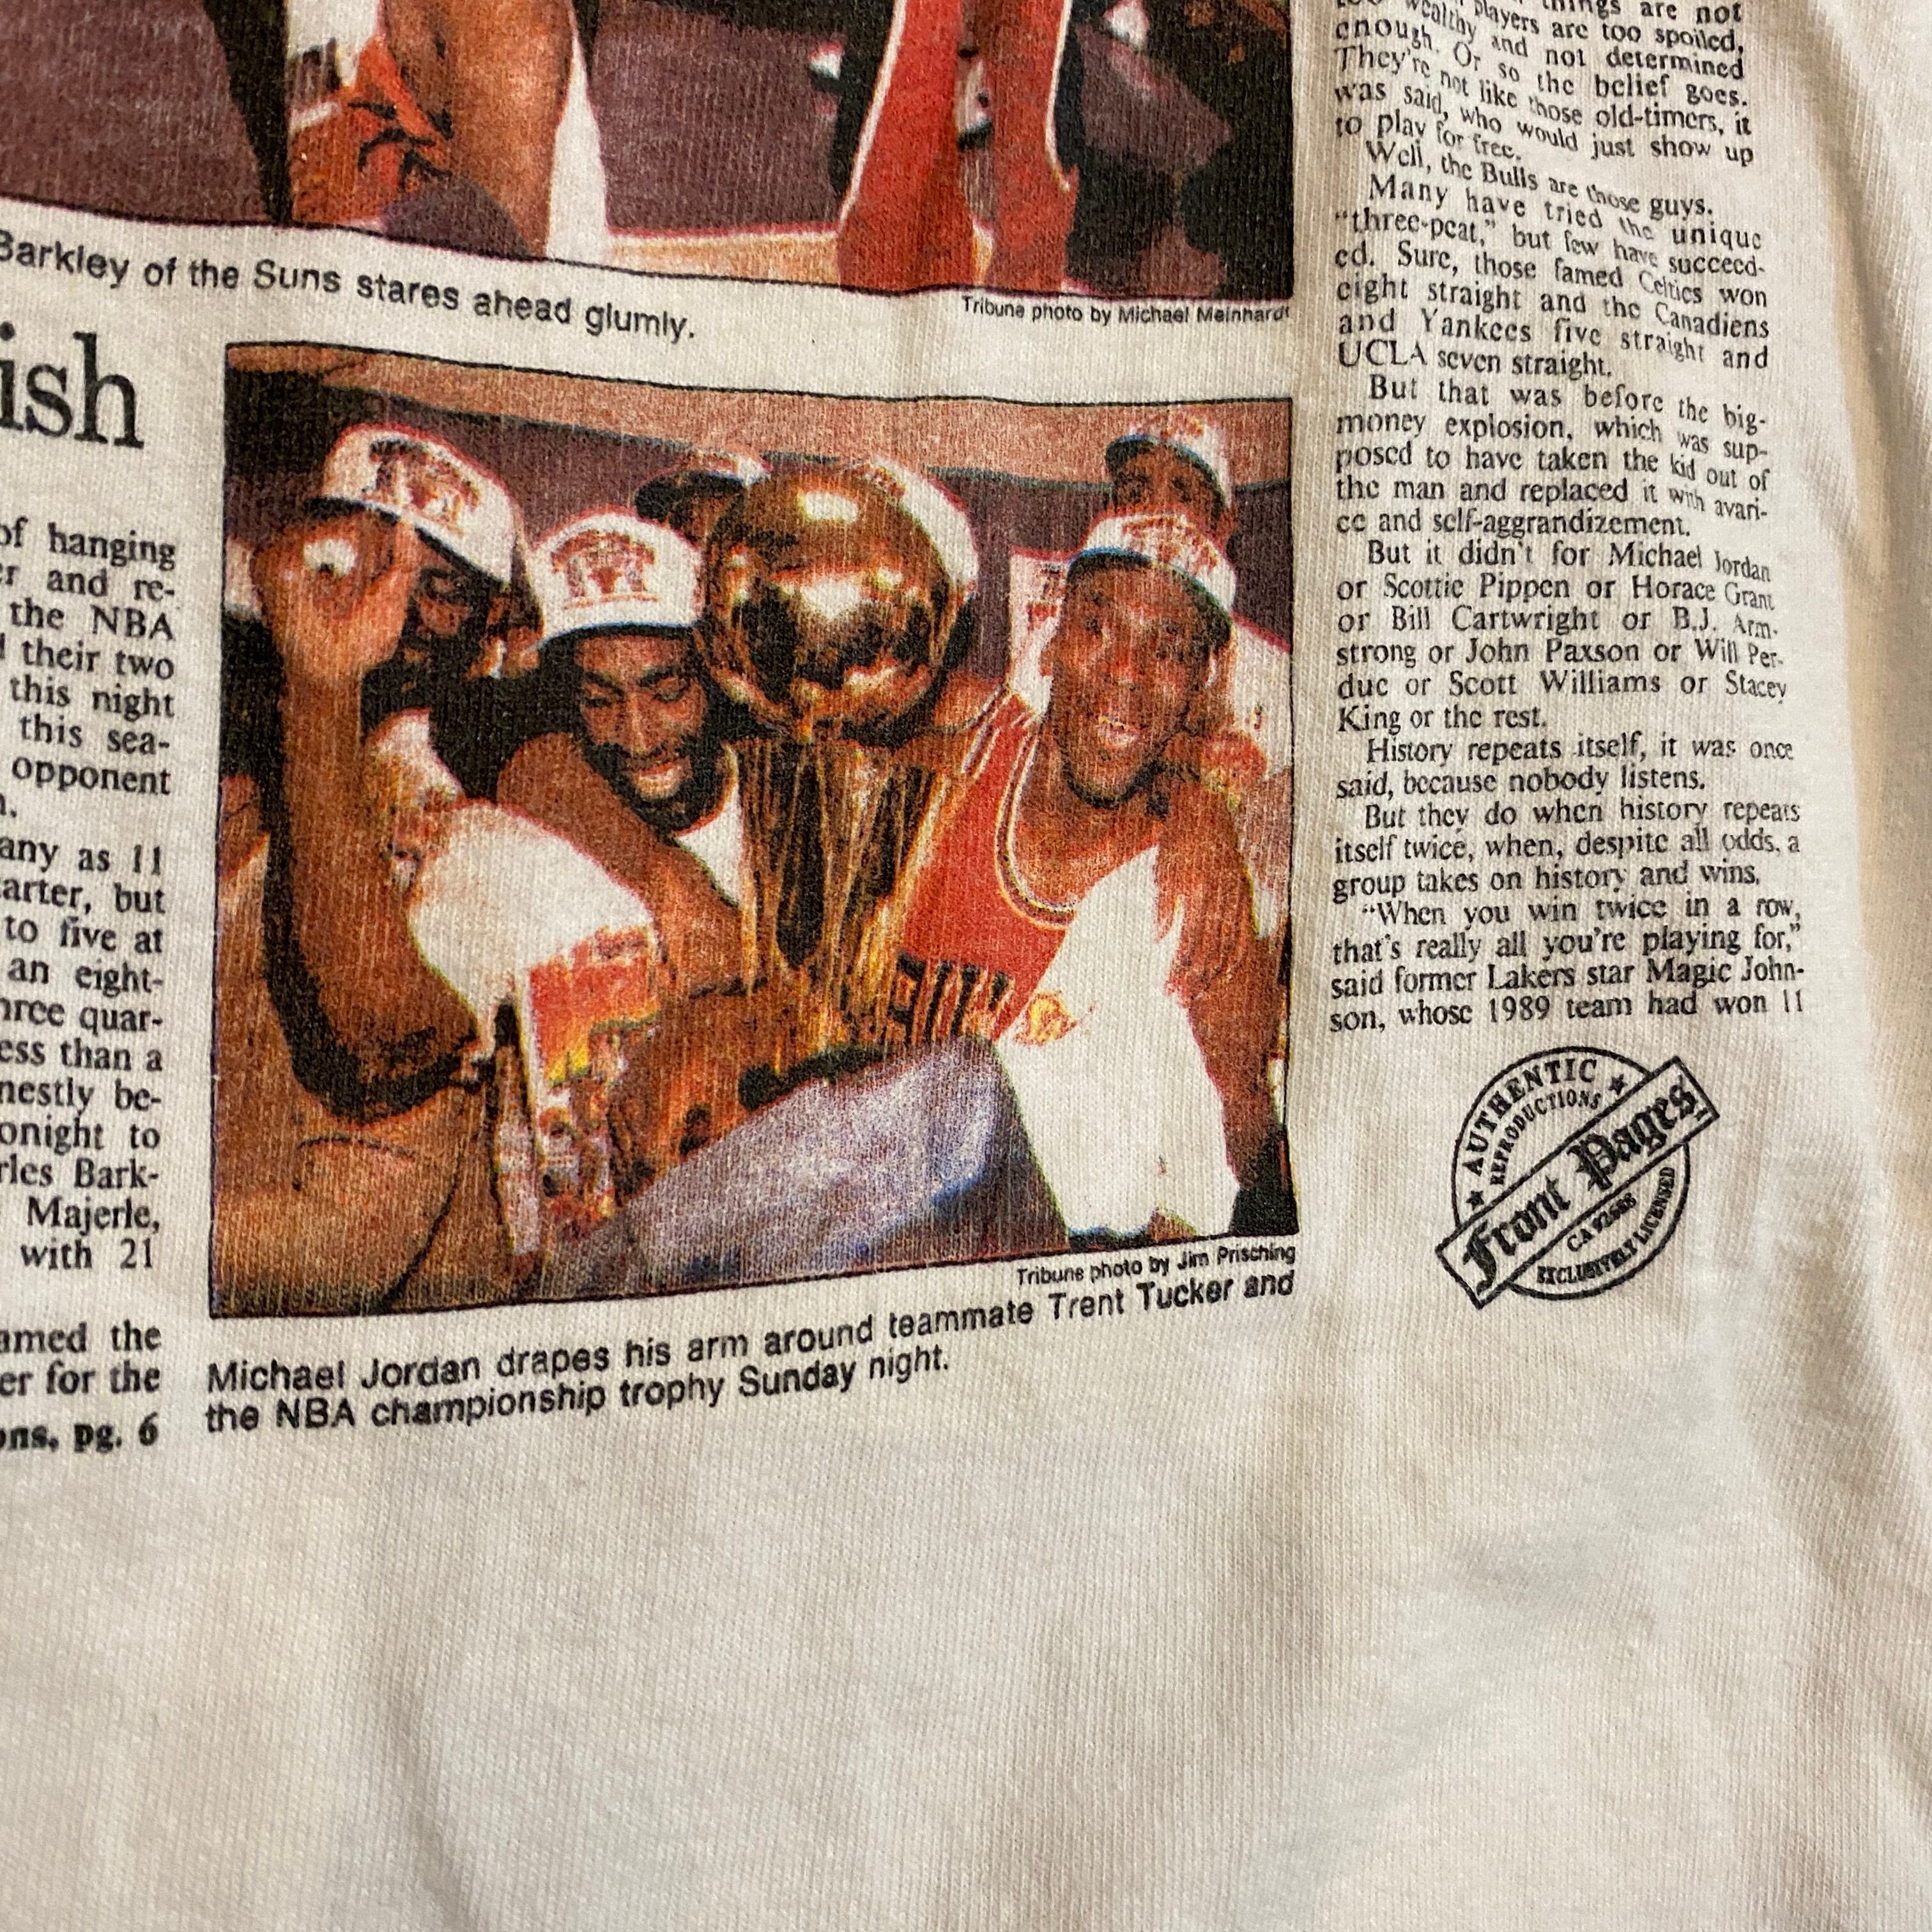 Barkley of the Suns stares ahead glumly.
Tribune photo by Michael Meinhardt
ish
of hanging
er and re-
the NBA
their two
this night
this sea-
opponent
any as 11
arter, but
to five at
an eight-
hree quar-
ess than a
nestly be-
onight to
rles Bark-
Majerle,
with 21
amed the
er for the
ons, pg. 6
Tribune photo by Jim Prisching
Michael Jordan drapes his arm around teammate Trent Tucker and
the NBA championship trophy Sunday night.
things are not
players are too spoiled,
too wealthy and not determined
enough. Or so the belief goes.
They're not like those old-timers, it
was said, who would just show up
to play for free.
Well, the Bulls are those guys.
Many have tried the unique
"three-peat," but few have succeed-
ed. Sure, those famed Celtics won
eight straight and the Canadiens
and Yankees five straight and
UCLA seven straight.
But that was before the big-
money explosion, which was sup-
posed to have taken the kid out of
the man and replaced it with avari-
ce and self-aggrandizement.
But it didn't for Michael Jordan
or Scottie Pippen or Horace Grant
or Bill Cartwright or B.J. Arm-
strong or John Paxson or Will Per-
due or Scott Williams or Stacey
King or the rest.
History repeats itself, it was once
said, because nobody listens.
But they do when history repeats
itself twice, when, despite all odds, a
group takes on history and wins.
"When you win twice in a row,
that's really all you're playing for,"
said former Lakers star Magic John-
son, whose 1989 team had won 11
AUTHENTIC
REPRODUCTIONS
Front Pages
EXCLUSIVELY LICENSED